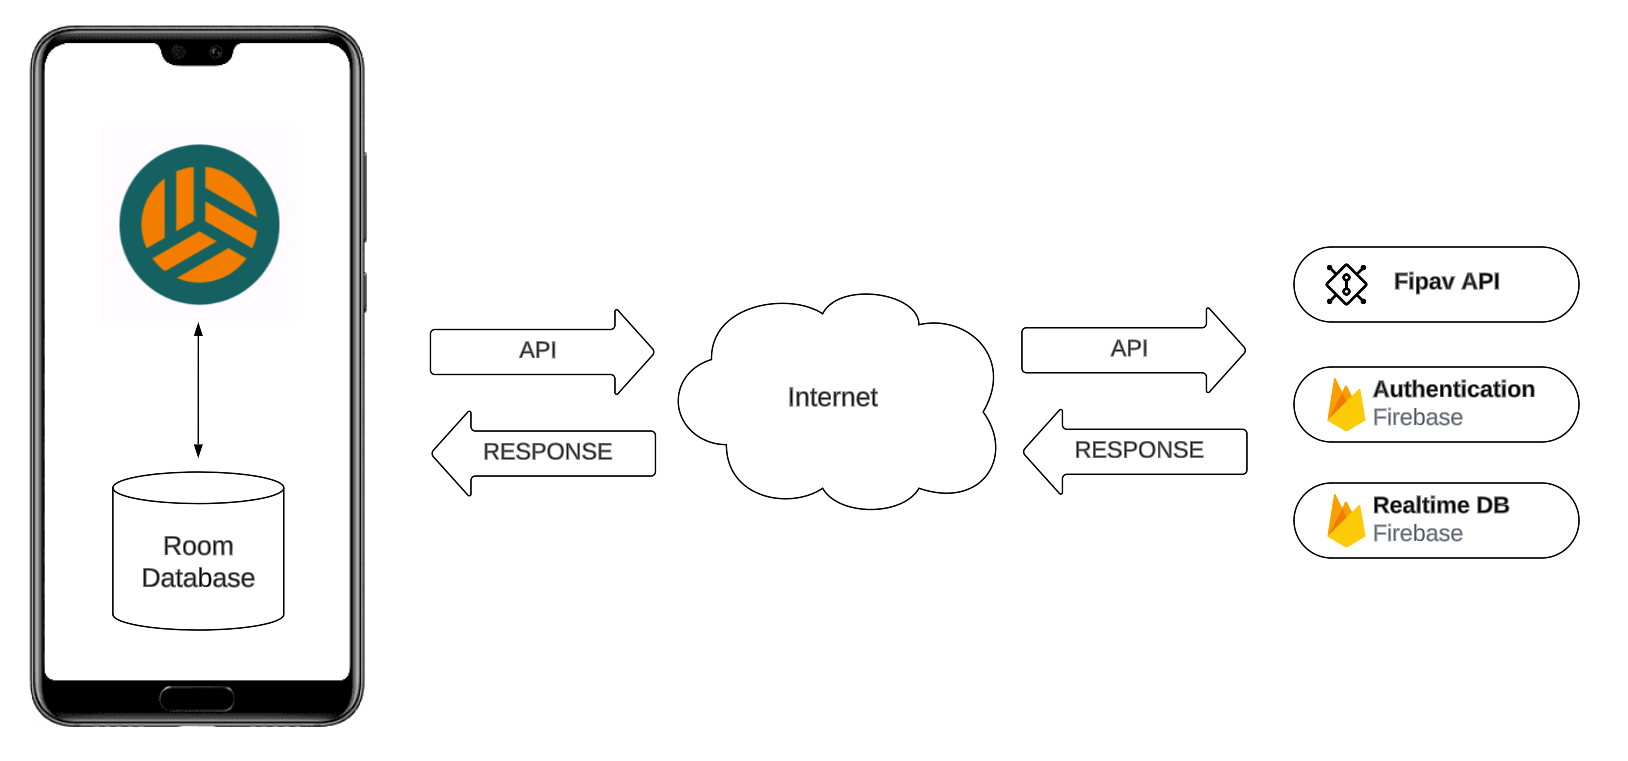 Room
Database
API
RESPONSE
Internet
API
RESPONSE
Fipav API
Authentication
Firebase
Realtime DB
Firebase